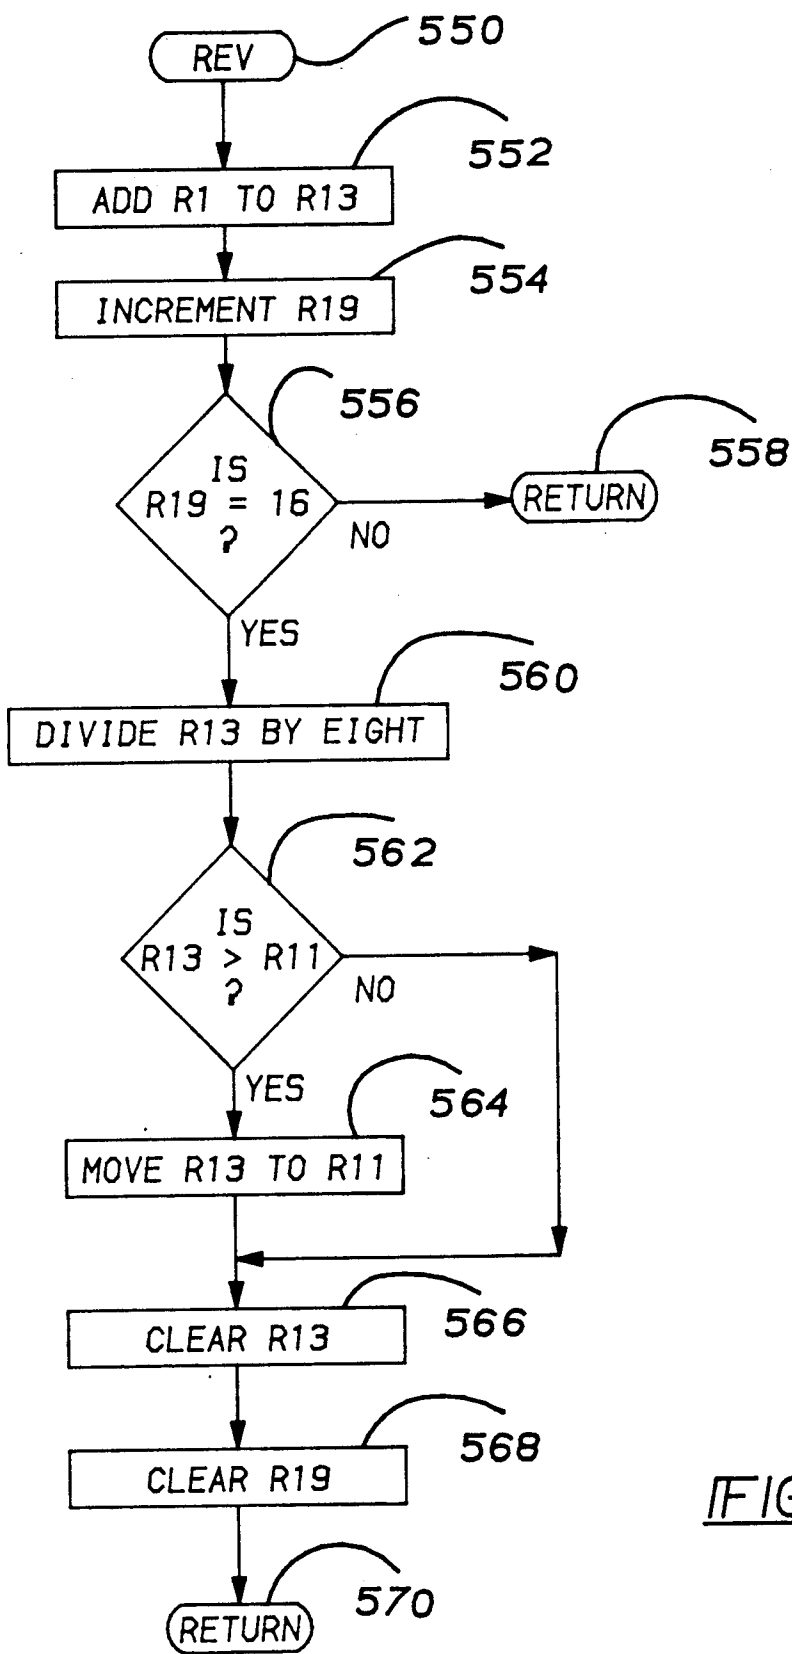 REV
550
552
ADD R1 TO R13
554
INCREMENT R19
556
558
IS
R19 = 16
?
NO
RETURN
YES
560
DIVIDE R13 BY EIGHT
562
IS
R13 > R11
?
NO
YES
564
MOVE R13 TO R11
566
CLEAR R13
568
CLEAR R19
570
RETURN